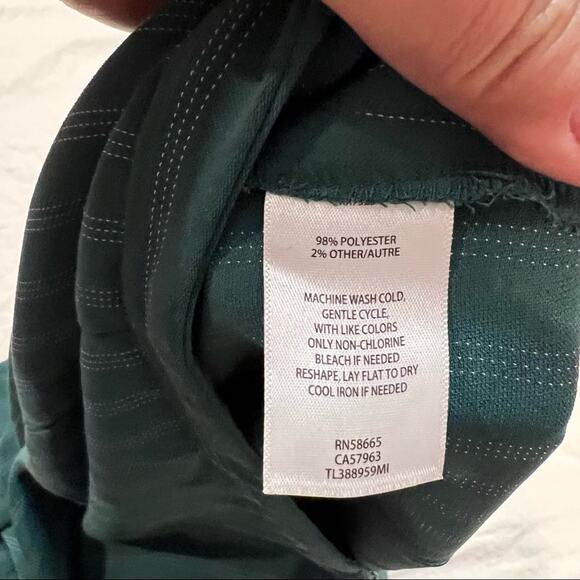 98% POLYESTER
2% OTHER/AUTRE
MACHINE WASH COLD,
GENTLE CYCLE,
WITH LIKE COLORS
ONLY NON-CHLORINE
BLEACH IF NEEDED
RESHAPE, LAY FLAT TO DRY
COOL IRON IF NEEDED
RN58665
CA57963
TL388959MI